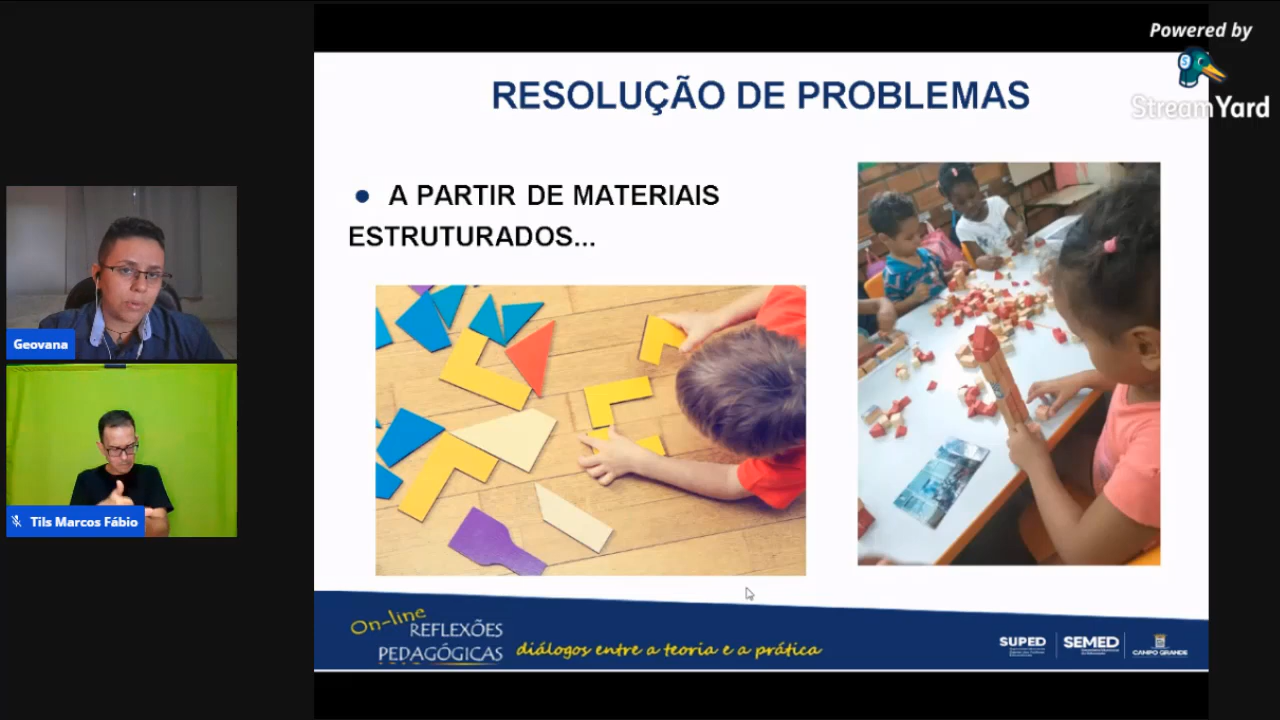 Powered by
StreamYard
RESOLUÇÃO DE PROBLEMAS
A PARTIR DE MATERIAIS
ESTRUTURADOS...
Geovana
Tils Marcos Fábio
On-line
REFLEXÕES
PEDAGÓGICAS
diálogos entre a teoria e a prática
SUPED
SEMED
CAMPO GRANDE